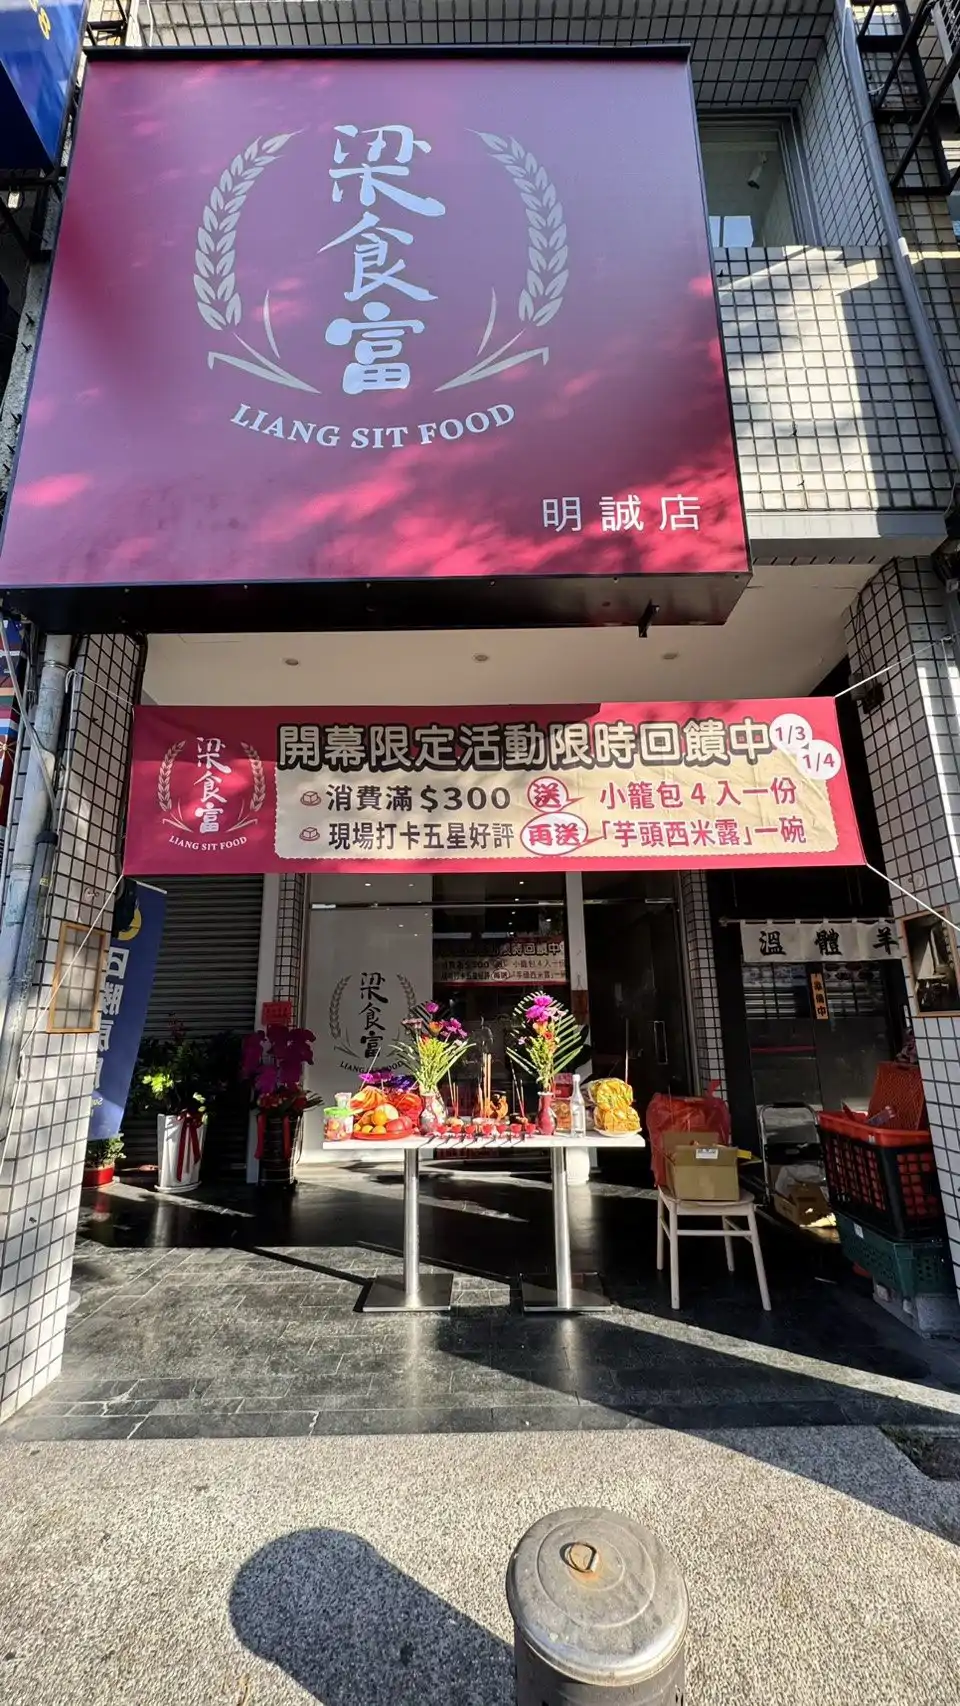 梁食富
LIANG SIT FOOD
明誠店
梁食富
LIANG SIT FOOD
開幕限定活動限時回饋中
1/3
1/4
消費滿$300 送 小籠包4入一份
現場打卡五星好評 再送「芋頭西米露」一碗
溫體羊
梁食富
LIANG SIT FOOD